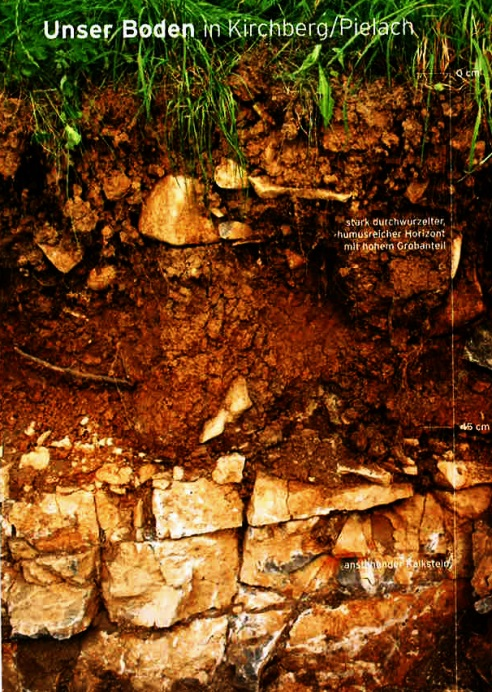 Unser Boden in Kirchberg/Pielach
0 cm
stark durchwurzelter,
humusreicher Horizont
mit hohem Grobanteil
45 cm
anstehender Kalkstein